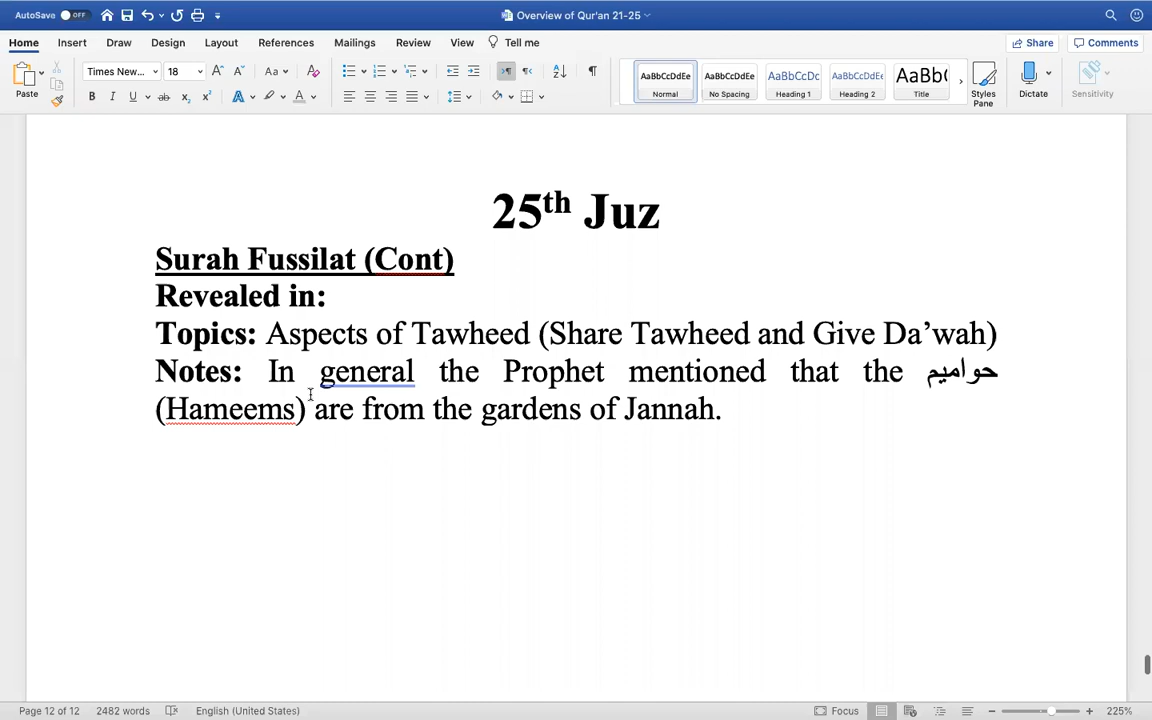 AutoSave OFF Overview of Qur'an 21-25
Home Insert Draw Design Layout References Mailings Review View Tell me Share Comments
Paste Times New... 18 Aa AaBbCcDdEe Normal AaBbCcDdEe No Spacing AaBbCcDc Heading 1 AaBbCcDdEe Heading 2 AaBb( Title Styles Pane Dictate Sensitivity
25th Juz
Surah Fussilat (Cont)
Revealed in:
Topics: Aspects of Tawheed (Share Tawheed and Give Da’wah)
Notes: In general the Prophet mentioned that the حواميم
(Hameems) are from the gardens of Jannah.
Page 12 of 12 2482 words English (United States) Focus 225%